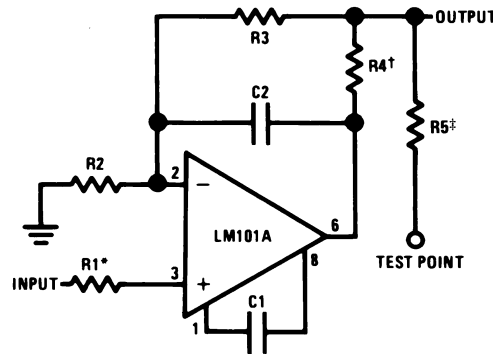 R3
OUTPUT
R4†
C2
R5‡
R2
2
−
LM101A
6
8
TEST POINT
INPUT
R1*
3
+
1
C1